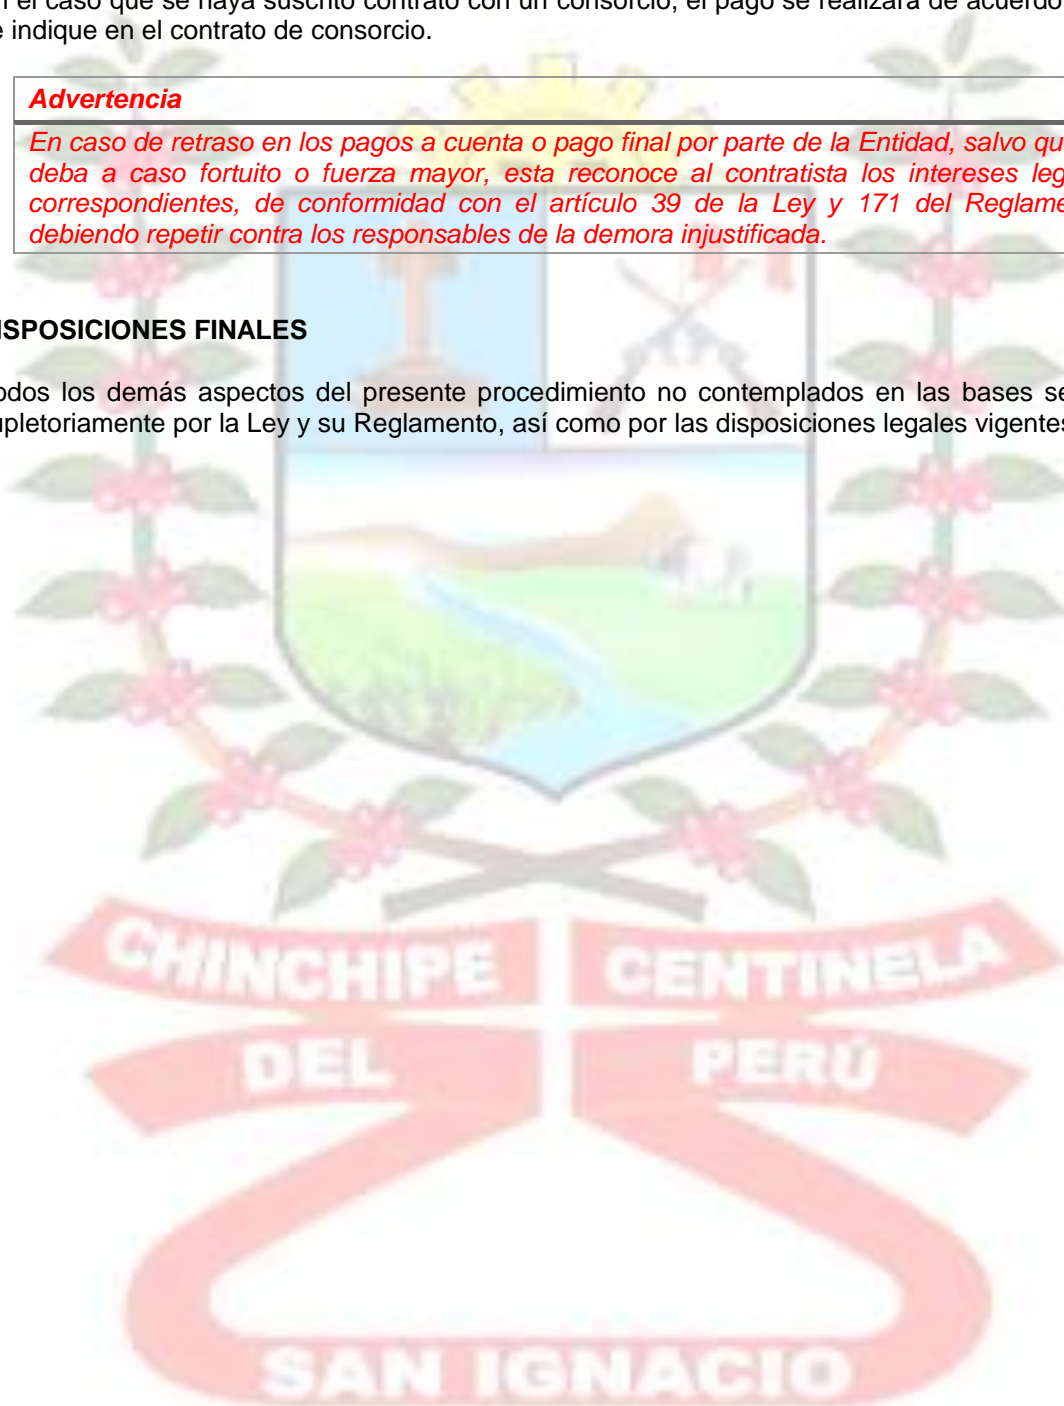 el caso que se haya suscrito contrato con un consorcio, el pago se realizará de acuerdo
e indique en el contrato de consorcio.
Advertencia
En caso de retraso en los pagos a cuenta o pago final por parte de la Entidad, salvo qu
deba a caso fortuito o fuerza mayor, esta reconoce al contratista los intereses leg
correspondientes, de conformidad con el artículo 39 de la Ley y 171 del Reglame
debiendo repetir contra los responsables de la demora injustificada.
ISPOSICIONES FINALES
odos los demás aspectos del presente procedimiento no contemplados en las bases se
upletoriamente por la Ley y su Reglamento, así como por las disposiciones legales vigentes
CHINCHIPE CENTINELA
DEL PERÚ
SAN IGNACIO